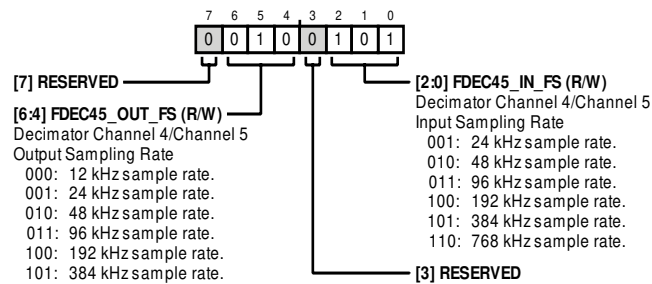 7 6 5 4 3 2 1 0
0 0 1 0 0 1 0 1
[7] RESERVED
[6:4] FDEC45_OUT_FS (R/W)
Decimator Channel 4/Channel 5
Output Sampling Rate
000: 12 kHz sample rate.
001: 24 kHz sample rate.
010: 48 kHz sample rate.
011: 96 kHz sample rate.
100: 192 kHz sample rate.
101: 384 kHz sample rate.
[2:0] FDEC45_IN_FS (R/W)
Decimator Channel 4/Channel 5
Input Sampling Rate
001: 24 kHz sample rate.
010: 48 kHz sample rate.
011: 96 kHz sample rate.
100: 192 kHz sample rate.
101: 384 kHz sample rate.
110: 768 kHz sample rate.
[3] RESERVED